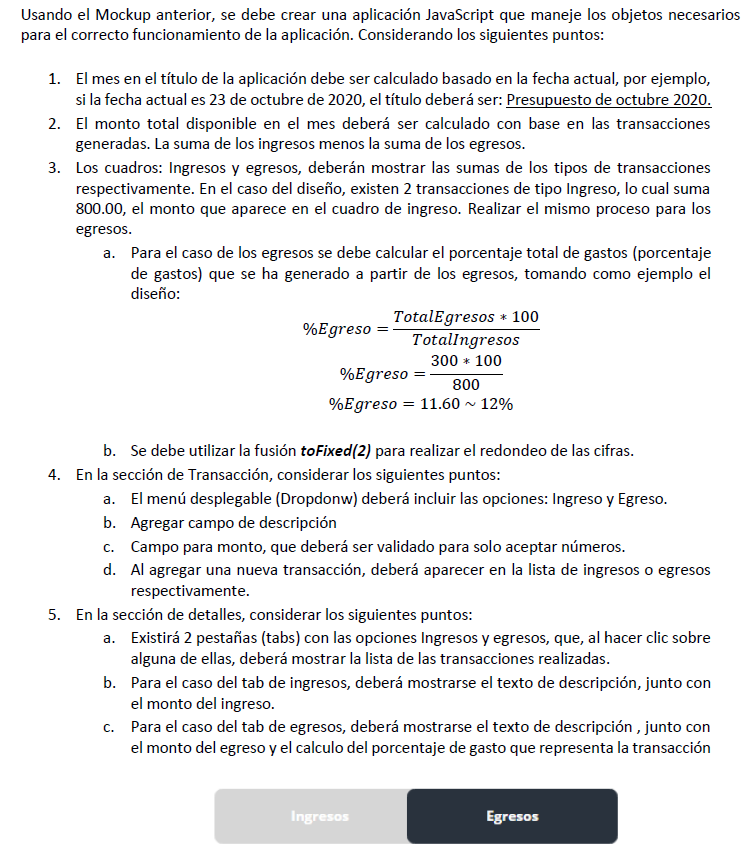 Usando el Mockup anterior, se debe crear una aplicación JavaScript que maneje los objetos necesarios
para el correcto funcionamiento de la aplicación. Considerando los siguientes puntos:
1. El mes en el título de la aplicación debe ser calculado basado en la fecha actual, por ejemplo,
si la fecha actual es 23 de octubre de 2020, el título deberá ser: Presupuesto de octubre 2020.
2. El monto total disponible en el mes deberá ser calculado con base en las transacciones
generadas. La suma de los ingresos menos la suma de los egresos.
3. Los cuadros: Ingresos y egresos, deberán mostrar las sumas de los tipos de transacciones
respectivamente. En el caso del diseño, existen 2 transacciones de tipo Ingreso, lo cual suma
800.00, el monto que aparece en el cuadro de ingreso. Realizar el mismo proceso para los
egresos.
a. Para el caso de los egresos se debe calcular el porcentaje total de gastos (porcentaje
de gastos) que se ha generado a partir de los egresos, tomando como ejemplo el
diseño:
%Egreso = TotalEgresos * 100 / TotalIngresos
%Egreso = 300 * 100 / 800
%Egreso = 11.60 ~ 12%
b. Se debe utilizar la fusión toFixed(2) para realizar el redondeo de las cifras.
4. En la sección de Transacción, considerar los siguientes puntos:
a. El menú desplegable (Dropdonw) deberá incluir las opciones: Ingreso y Egreso.
b. Agregar campo de descripción
c. Campo para monto, que deberá ser validado para solo aceptar números.
d. Al agregar una nueva transacción, deberá aparecer en la lista de ingresos o egresos
respectivamente.
5. En la sección de detalles, considerar los siguientes puntos:
a. Existirá 2 pestañas (tabs) con las opciones Ingresos y egresos, que, al hacer clic sobre
alguna de ellas, deberá mostrar la lista de las transacciones realizadas.
b. Para el caso del tab de ingresos, deberá mostrarse el texto de descripción, junto con
el monto del ingreso.
c. Para el caso del tab de egresos, deberá mostrarse el texto de descripción , junto con
el monto del egreso y el calculo del porcentaje de gasto que representa la transacción
Ingresos Egresos